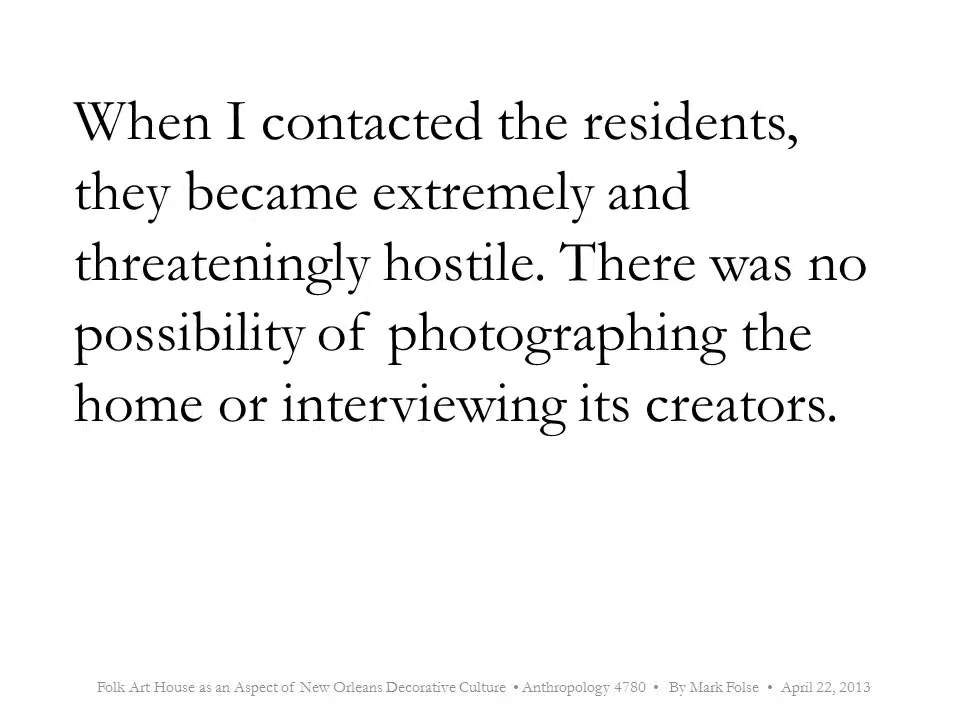 When I contacted the residents,
they became extremely and
threateningly hostile. There was no
possibility of photographing the
home or interviewing its creators.
Folk Art House as an Aspect of New Orleans Decorative Culture • Anthropology 4780 • By Mark Folse • April 22, 2013